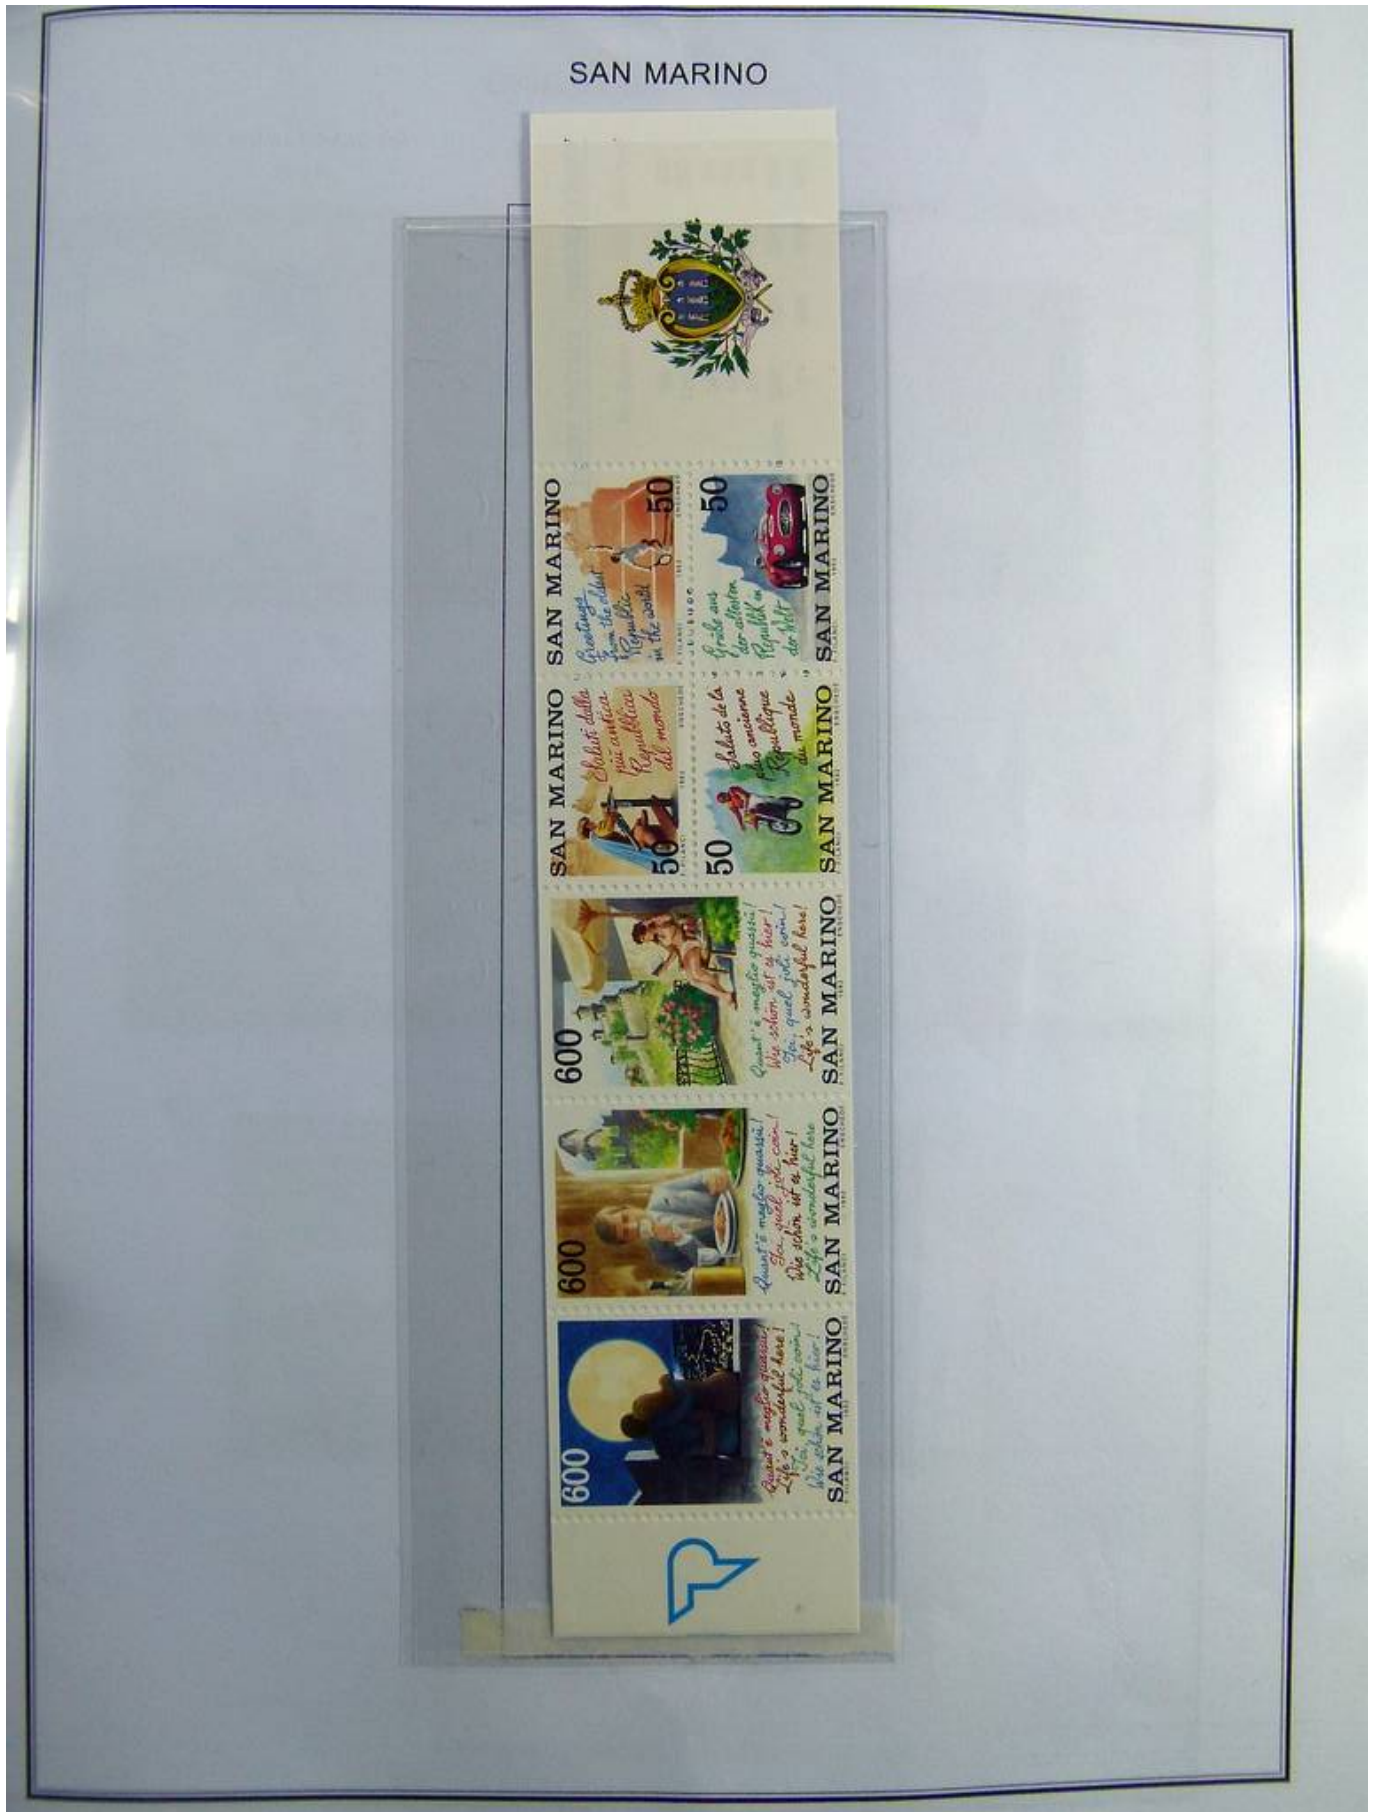 SAN MARINO
SAN MARINO
50
Greetings
from the oldest
Republic
in the world
50
Grüße aus
der ältesten
Republik
der Welt
SAN MARINO
SAN MARINO
Saluti dalla
più antica
Repubblica
del mondo
50
50
Saluts de la
plus ancienne
République
du monde
SAN MARINO
600
Quant'è meglio quassù!
Wie schön ist es hier!
Ici, quel joli coin!
Life's wonderful here!
SAN MARINO
600
Quant'è meglio quassù!
Ici, quel joli coin!
Wie schön ist es hier!
Life's wonderful here
SAN MARINO
600
Quant'è meglio quassù!
Life's wonderful here!
Ici, quel joli coin!
Wie schön ist es hier!
SAN MARINO